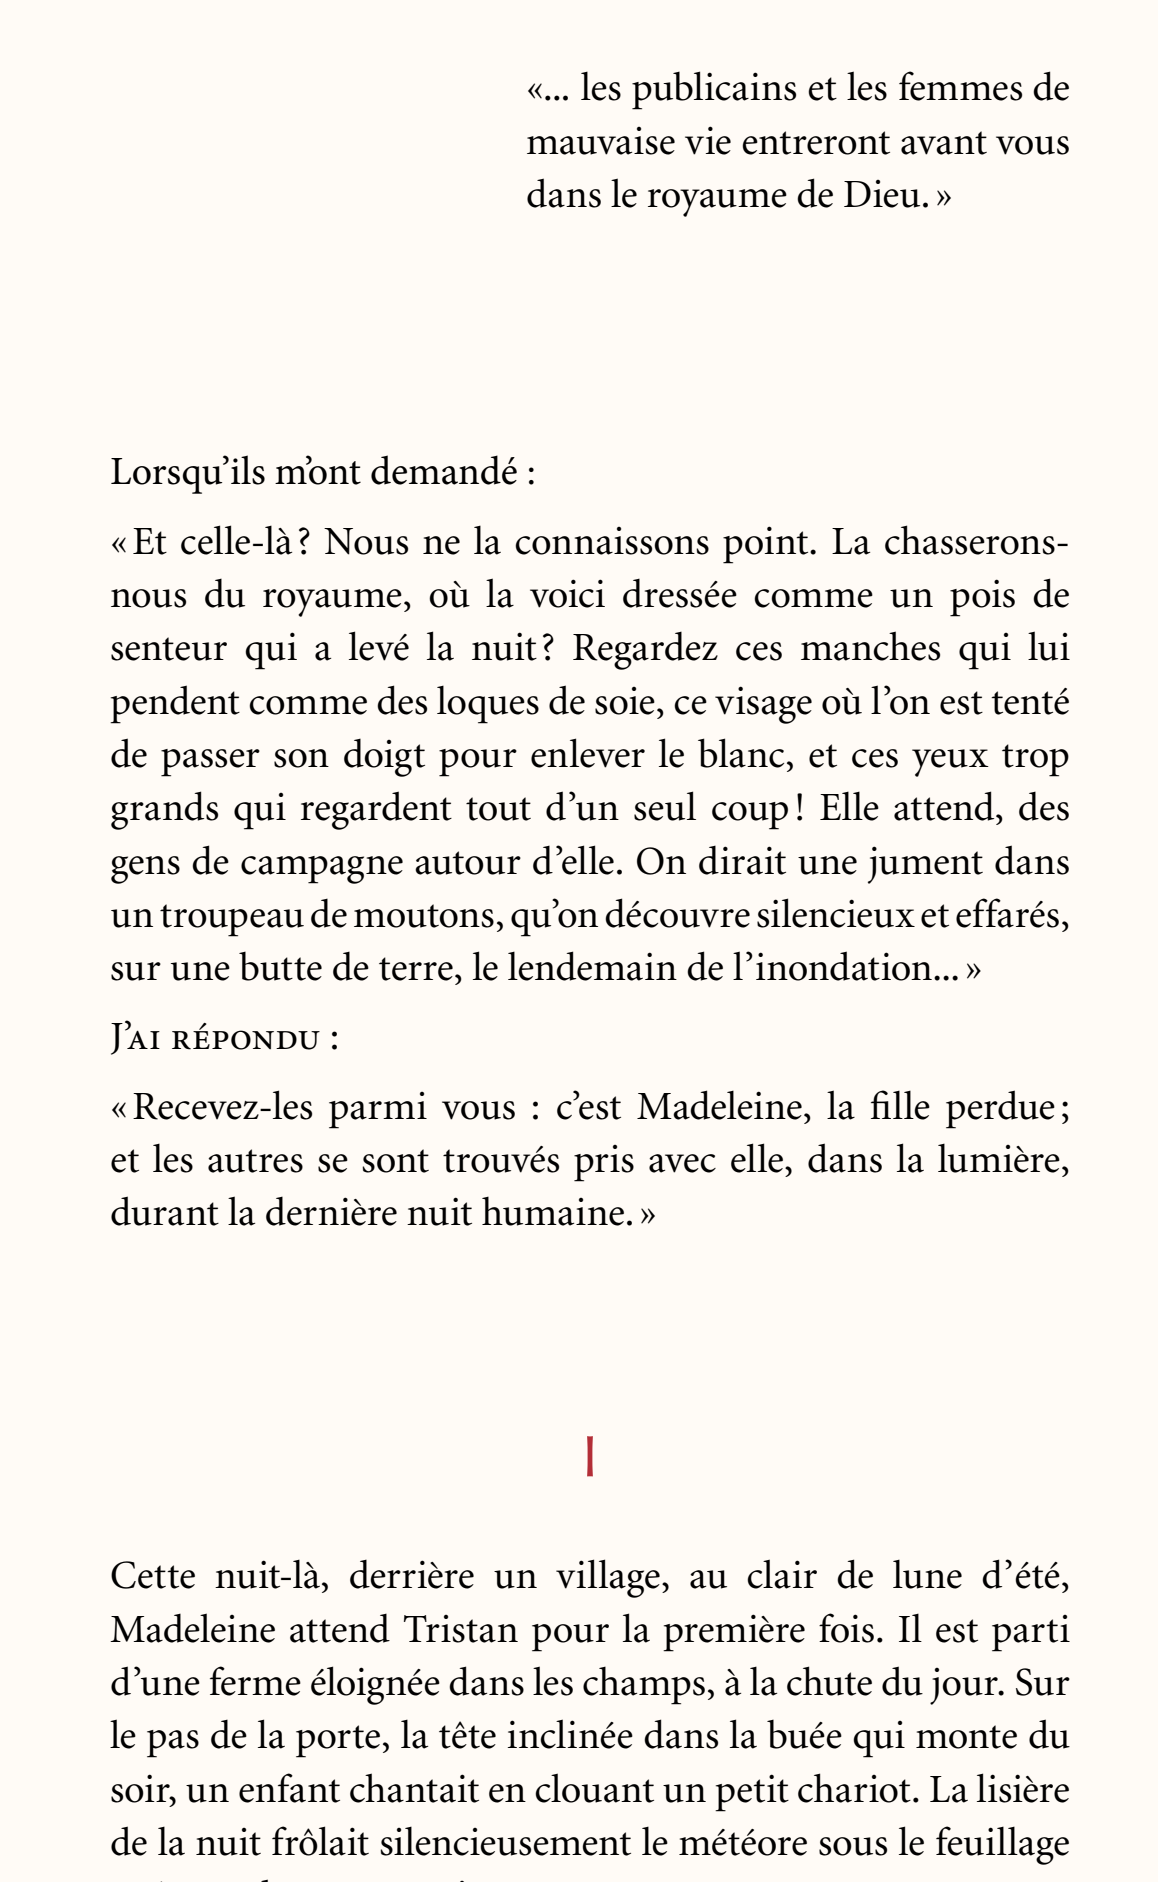 «... les publicains et les femmes de
mauvaise vie entreront avant vous
dans le royaume de Dieu. »
Lorsqu’ils m’ont demandé :
« Et celle-là ? Nous ne la connaissons point. La chasserons-
nous du royaume, où la voici dressée comme un pois de
senteur qui a levé la nuit ? Regardez ces manches qui lui
pendent comme des loques de soie, ce visage où l’on est tenté
de passer son doigt pour enlever le blanc, et ces yeux trop
grands qui regardent tout d’un seul coup ! Elle attend, des
gens de campagne autour d’elle. On dirait une jument dans
un troupeau de moutons, qu’on découvre silencieux et effarés,
sur une butte de terre, le lendemain de l’inondation... »
J’AI RÉPONDU :
« Recevez-les parmi vous : c’est Madeleine, la fille perdue ;
et les autres se sont trouvés pris avec elle, dans la lumière,
durant la dernière nuit humaine. »
I
Cette nuit-là, derrière un village, au clair de lune d’été,
Madeleine attend Tristan pour la première fois. Il est parti
d’une ferme éloignée dans les champs, à la chute du jour. Sur
le pas de la porte, la tête inclinée dans la buée qui monte du
soir, un enfant chantait en clouant un petit chariot. La lisière
de la nuit frôlait silencieusement le météore sous le feuillage